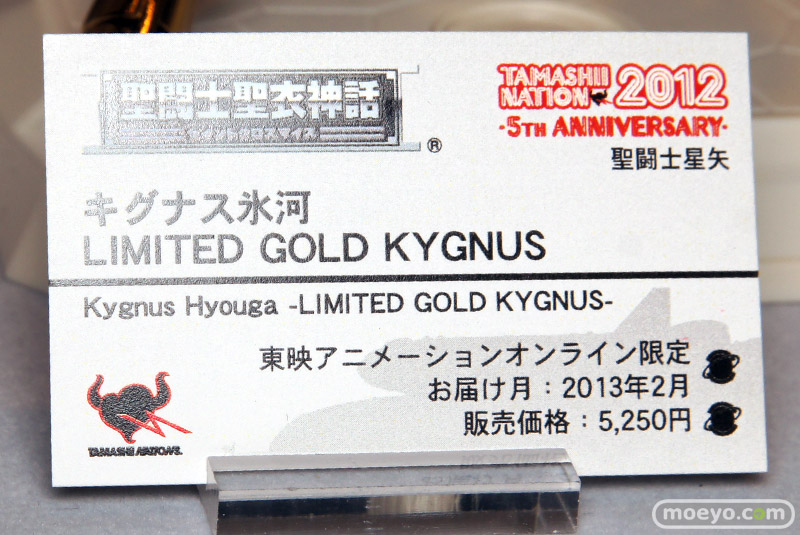 聖闘士聖衣神話
®
TAMASHII
NATION 2012
・5TH ANNIVERSARY・
聖闘士星矢
キグナス氷河
LIMITED GOLD KYGNUS
Kygnus Hyouga -LIMITED GOLD KYGNUS-
東映アニメーションオンライン限定
お届け月：2013年2月
販売価格：5,250円
TAMASHII NATIONS
moeyo.com